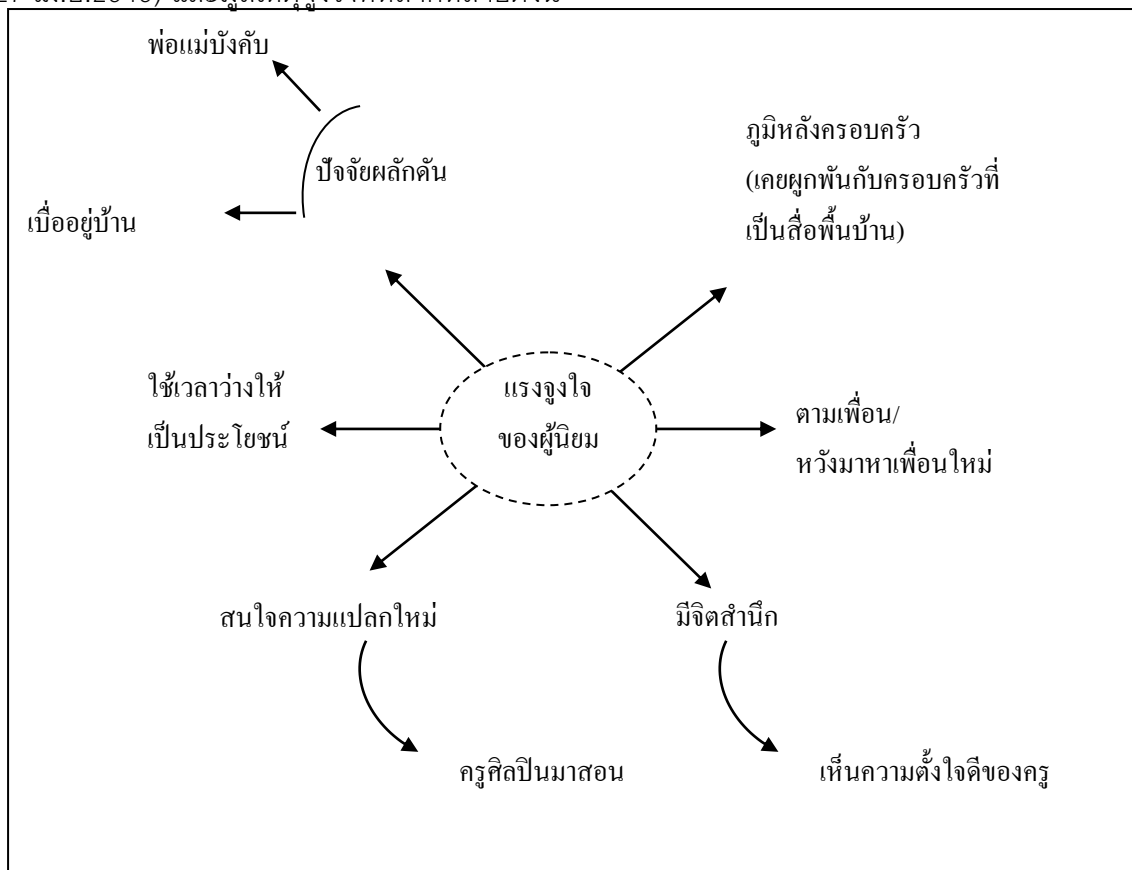 พ่อแม่บังคับ
ภูมิหลังครอบครัว
(เคยผูกพันกับครอบครัวที่
เป็นสื่อพื้นบ้าน)
ปัจจัยผลักดัน
เบื่ออยู่บ้าน
ใช้เวลาว่างให้
เป็นประโยชน์
แรงจูงใจ
ของผู้นิยม
ตามเพื่อน/
หวังมาหาเพื่อนใหม่
สนใจความแปลกใหม่
มีจิตสำนึก
ครูศิลปินมาสอน
เห็นความตั้งใจดีของครู